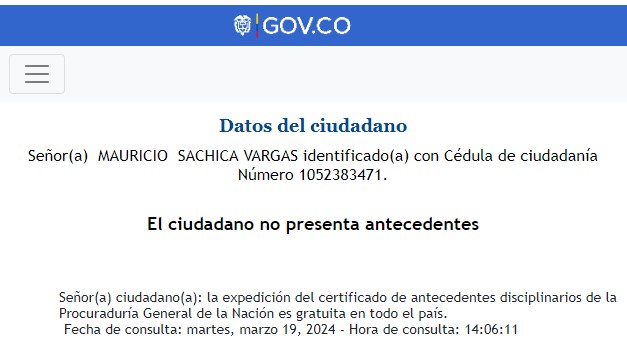 GOV.CO
Datos del ciudadano
Señor(a) MAURICIO SACHICA VARGAS identificado(a) con Cédula de ciudadanía
Número 1052383471.
El ciudadano no presenta antecedentes
Señor(a) ciudadano(a): la expedición del certificado de antecedentes disciplinarios de la
Procuraduría General de la Nación es gratuita en todo el país.
Fecha de consulta: martes, marzo 19, 2024 - Hora de consulta: 14:06:11